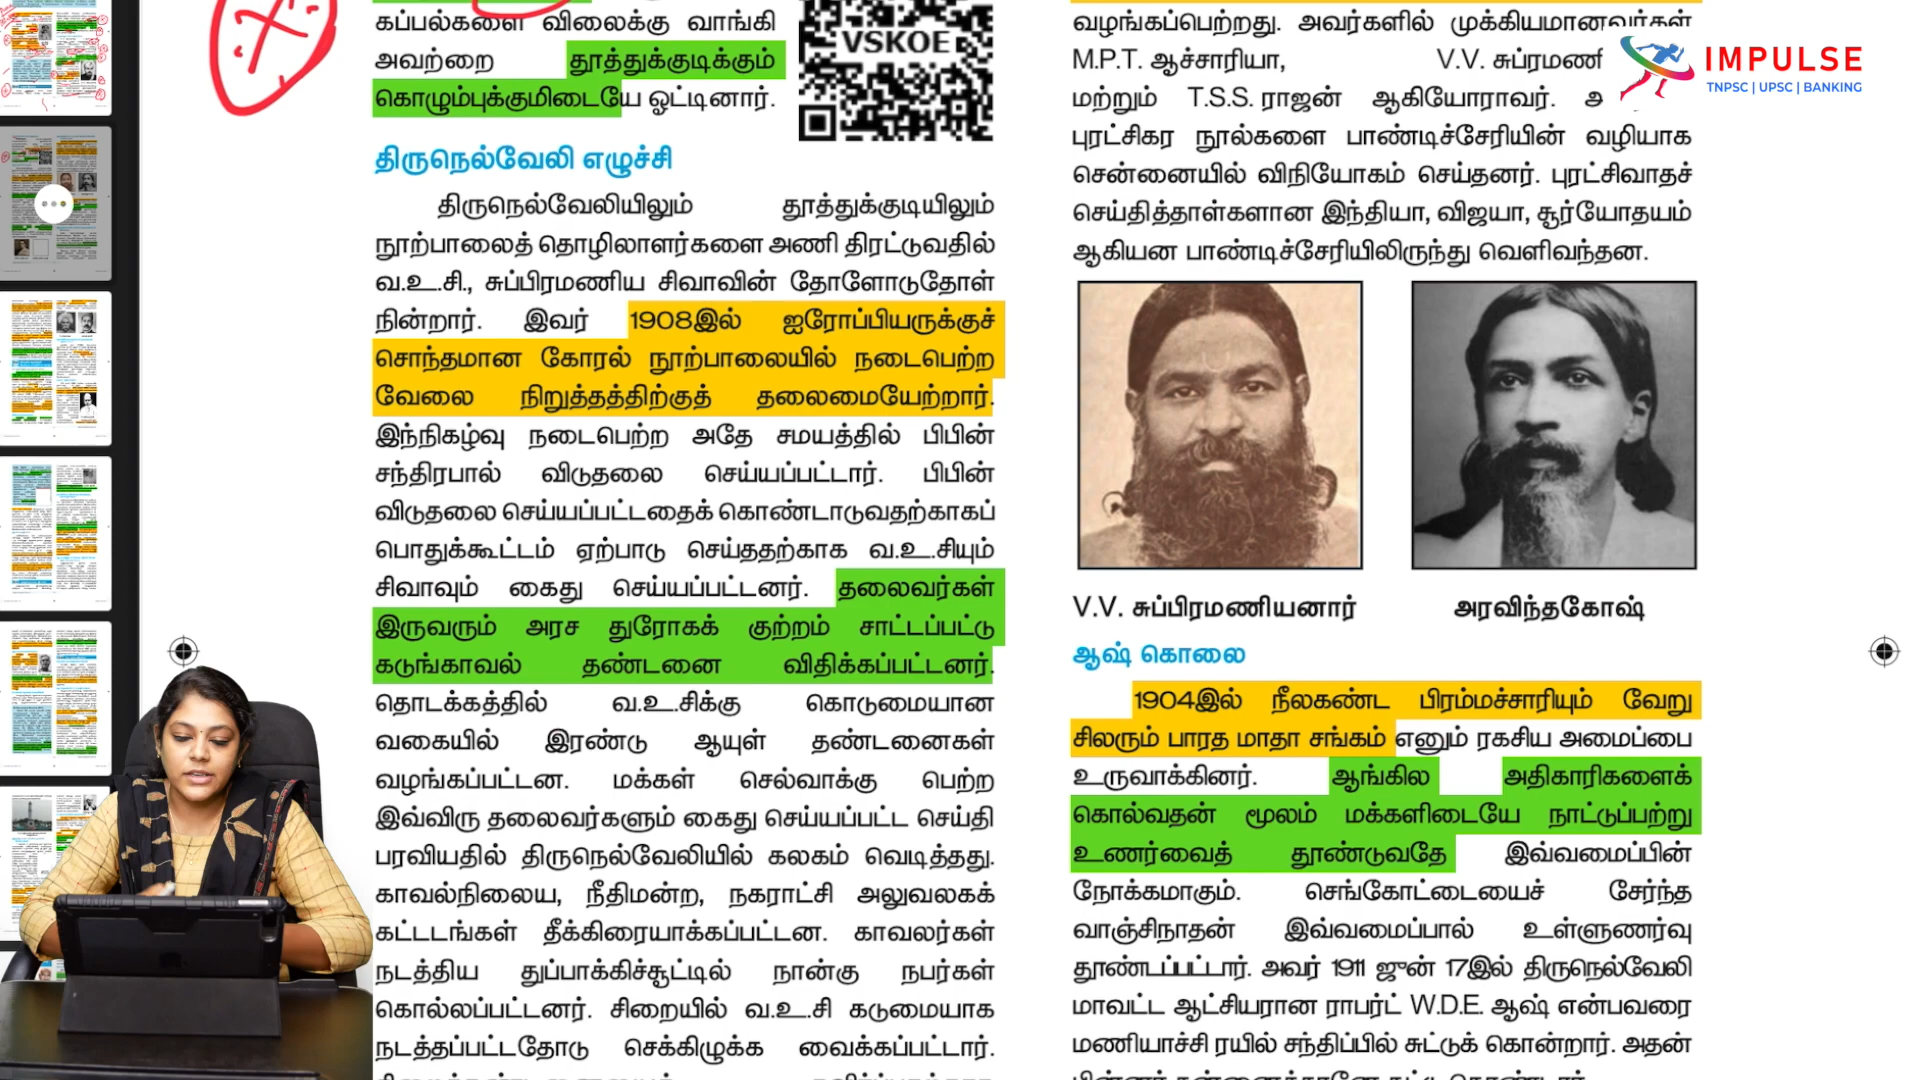 கப்பல்களை விலைக்கு வாங்கி
அவற்றை தூத்துக்குடிக்கும்
கொழும்புக்குமிடையே ஓட்டினார்.
VSKOE
திருநெல்வேலி எழுச்சி
திருநெல்வேலியிலும் தூத்துக்குடியிலும்
நூற்பாலைத் தொழிலாளர்களை அணி திரட்டுவதில்
வ.உ.சி., சுப்பிரமணிய சிவாவின் தோளோடுதோள்
நின்றார். இவர் 1908இல் ஐரோப்பியருக்குச்
சொந்தமான கோரல் நூற்பாலையில் நடைபெற்ற
வேலை நிறுத்தத்திற்குத் தலைமையேற்றார்.
இந்நிகழ்வு நடைபெற்ற அதே சமயத்தில் பிபின்
சந்திரபால் விடுதலை செய்யப்பட்டார். பிபின்
விடுதலை செய்யப்பட்டதைக் கொண்டாடுவதற்காகப்
பொதுக்கூட்டம் ஏற்பாடு செய்ததற்காக வ.உ.சியும்
சிவாவும் கைது செய்யப்பட்டனர். தலைவர்கள்
இருவரும் அரச துரோகக் குற்றம் சாட்டப்பட்டு
கடுங்காவல் தண்டனை விதிக்கப்பட்டனர்.
தொடக்கத்தில் வ.உ.சிக்கு கொடுமையான
வகையில் இரண்டு ஆயுள் தண்டனைகள்
வழங்கப்பட்டன. மக்கள் செல்வாக்கு பெற்ற
இவ்விரு தலைவர்களும் கைது செய்யப்பட்ட செய்தி
பரவியதில் திருநெல்வேலியில் கலகம் வெடித்தது.
காவல்நிலைய, நீதிமன்ற, நகராட்சி அலுவலகக்
கட்டடங்கள் தீக்கிரையாக்கப்பட்டன. காவலர்கள்
நடத்திய துப்பாக்கிச்சூட்டில் நான்கு நபர்கள்
கொல்லப்பட்டனர். சிறையில் வ.உ.சி கடுமையாக
நடத்தப்பட்டதோடு செக்கிழுக்க வைக்கப்பட்டார்.
வழங்கப்பெற்றது. அவர்களில் முக்கியமானவர்கள்
M.P.T. ஆச்சாரியா, V.V. சுப்ரமணி
மற்றும் T.S.S. ராஜன் ஆகியோராவர். அ
புரட்சிகர நூல்களை பாண்டிச்சேரியின் வழியாக
சென்னையில் விநியோகம் செய்தனர். புரட்சிவாதச்
செய்தித்தாள்களான இந்தியா, விஜயா, சூர்யோதயம்
ஆகியன பாண்டிச்சேரியிலிருந்து வெளிவந்தன.
V.V. சுப்பிரமணியனார்
அரவிந்தகோஷ்
ஆஷ் கொலை
1904இல் நீலகண்ட பிரம்மச்சாரியும் வேறு
சிலரும் பாரத மாதா சங்கம் எனும் ரகசிய அமைப்பை
உருவாக்கினர். ஆங்கில அதிகாரிகளைக்
கொல்வதன் மூலம் மக்களிடையே நாட்டுப்பற்று
உணர்வைத் தூண்டுவதே இவ்வமைப்பின்
நோக்கமாகும். செங்கோட்டையைச் சேர்ந்த
வாஞ்சிநாதன் இவ்வமைப்பால் உள்ளுணர்வு
தூண்டப்பட்டார். அவர் 1911 ஜுன் 17இல் திருநெல்வேலி
மாவட்ட ஆட்சியரான ராபர்ட் W.D.E. ஆஷ் என்பவரை
மணியாச்சி ரயில் சந்திப்பில் சுட்டுக் கொன்றார். அதன்
IMPULSE
TNPSC | UPSC | BANKING